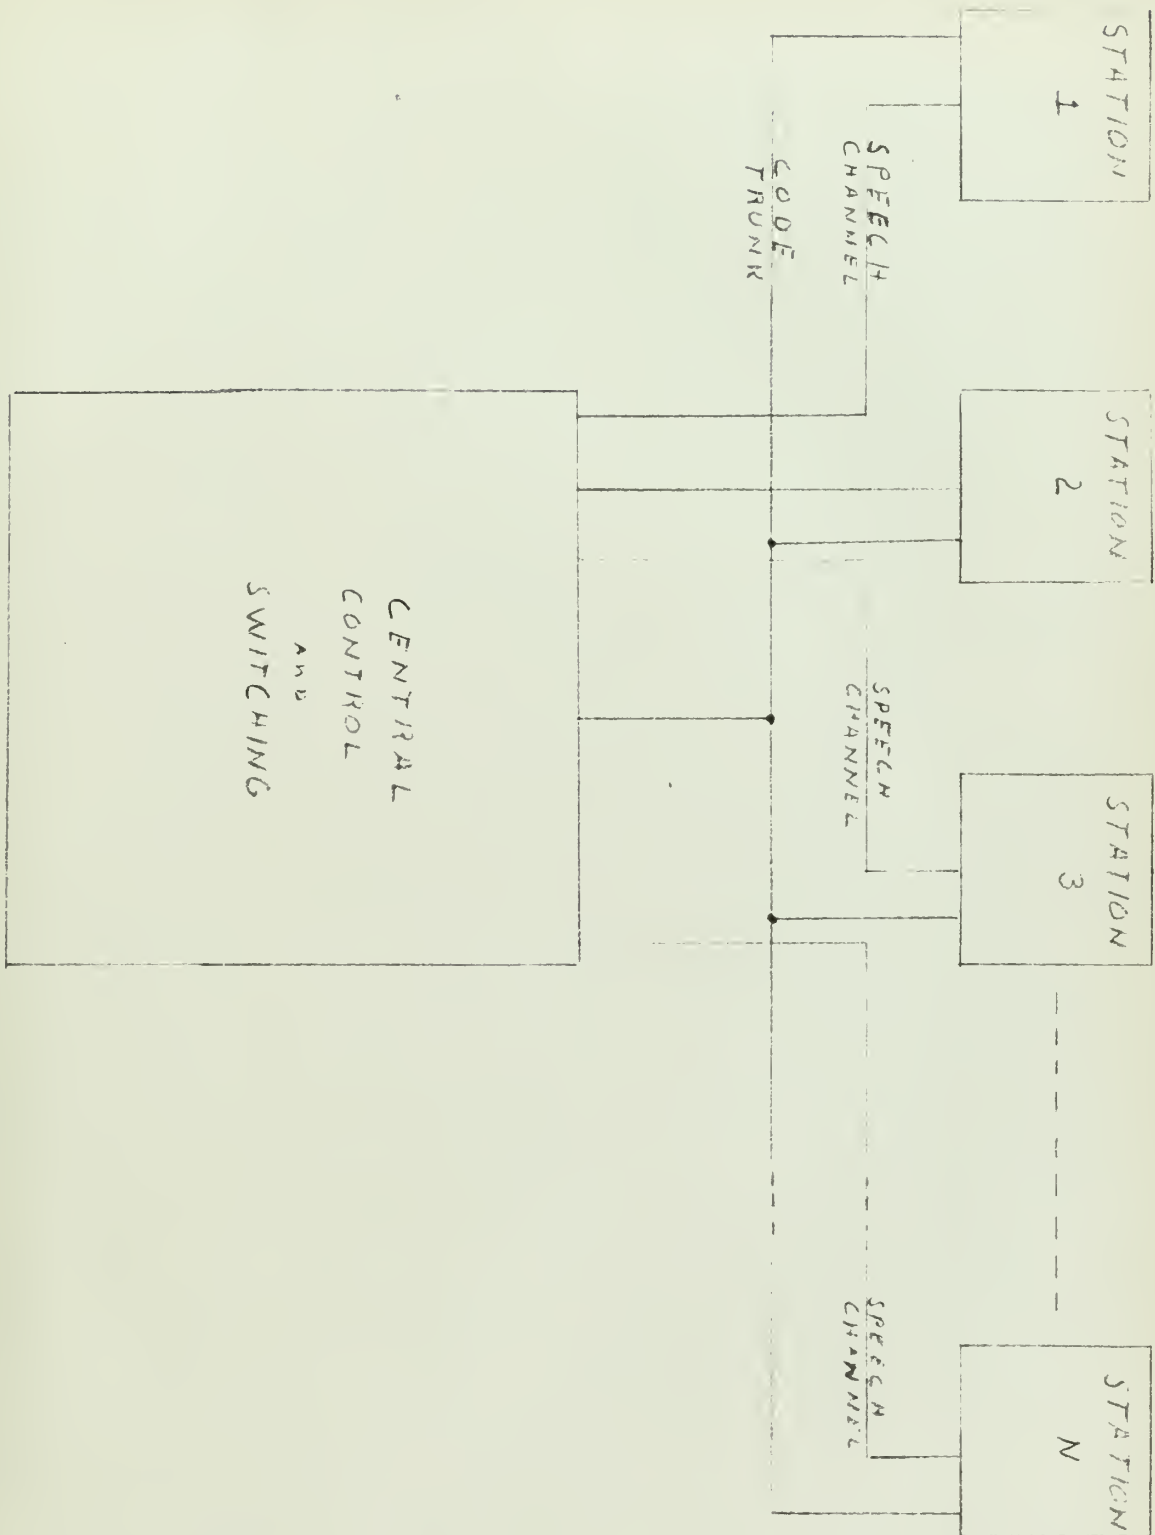 STATION
1
STATION
2
STATION
3
STATION
N
SPEECH
CHANNEL
SPEECH
CHANNEL
SPEECH
CHANNEL
CODE
TRUNK
CENTRAL
CONTROL
AND
SWITCHING